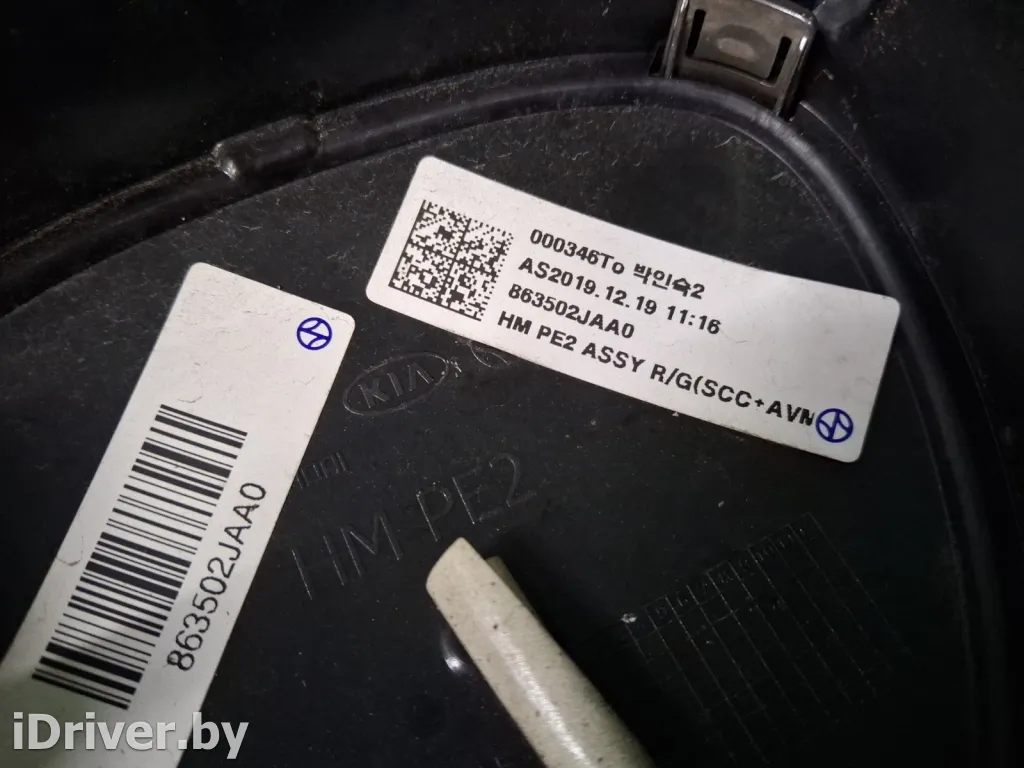 000346To 박인숙2
AS2019.12.19 11:16
863502JAA0
HM PE2 ASSY R/G(SCC+AVM
863502JAA0
KIA
HM PE2
iDriver.by